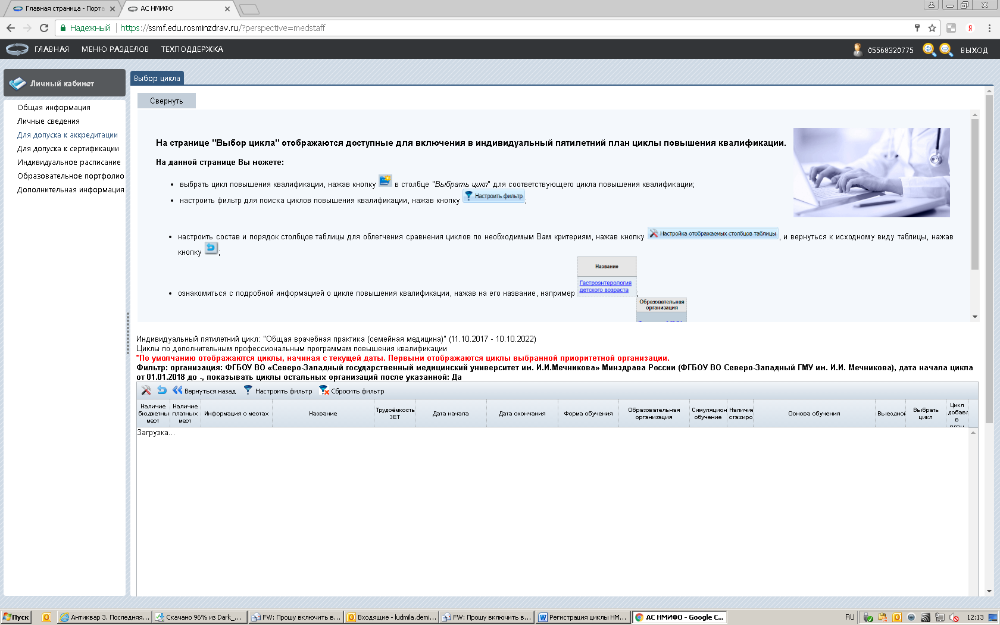 Главная страница - Порта
АС НМИФО
Надежный
https://ssmf.edu.rosminzdrav.ru/?perspective=medstaff
ГЛАВНАЯ МЕНЮ РАЗДЕЛОВ ТЕХПОДДЕРЖКА
05568320775
ВЫХОД
Личный кабинет
Общая информация
Личные сведения
Для допуска к аккредитации
Для допуска к сертификации
Индивидуальное расписание
Образовательное портфолио
Дополнительная информация
Выбор цикла
Свернуть
На странице "Выбор цикла" отображаются доступные для включения в индивидуальный пятилетний план циклы повышения квалификации.
На данной странице Вы можете:
• выбрать цикл повышения квалификации, нажав кнопку в столбце "Выбрать цикл" для соответствующего цикла повышения квалификации;
• настроить фильтр для поиска циклов повышения квалификации, нажав кнопку Настроить фильтр;
• настроить состав и порядок столбцов таблицы для облегчения сравнения циклов по необходимым Вам критериям, нажав кнопку Настройка отображаемых столбцов таблицы, и вернуться к исходному виду таблицы, нажав
кнопку ;
Название
Гастроэнтерология
детского возраста
• ознакомиться с подробной информацией о цикле повышения квалификации, нажав на его название, например ;
Образовательная
организация
Индивидуальный пятилетний цикл: "Общая врачебная практика (семейная медицина)" (11.10.2017 - 10.10.2022)
Циклы по дополнительным профессиональным программам повышения квалификации
*По умолчанию отображаются циклы, начиная с текущей даты. Первыми отображаются циклы выбранной приоритетной организации.
Фильтр: организация: ФГБОУ ВО «Северо-Западный государственный медицинский университет им. И.И.Мечникова» Минздрава России (ФГБОУ ВО Северо-Западный ГМУ им. И.И. Мечникова), дата начала цикла
от 01.01.2018 до -, показывать циклы остальных организаций после указанной: Да
Вернуться назад Настроить фильтр Сбросить фильтр
Наличие бюджетны мест
Наличие платных мест
Информация о местах
Название
Трудоёмкость ЗЕТ
Дата начала
Дата окончания
Форма обучения
Образовательная организация
Симуляцион обучение
Наличие стажиро
Основа обучения
Выездной
Выбрать цикл
Цикл добавл в
Загрузка...
Пуск
Антиквар 3. Последняя...
Скачано 96% из Dark_...
FW: Прошу включить в...
Входящие - ludmila.demi...
FW: Прошу включить в...
Регистрация циклы НМ...
АС НМИФО - Google C...
RU
12:13